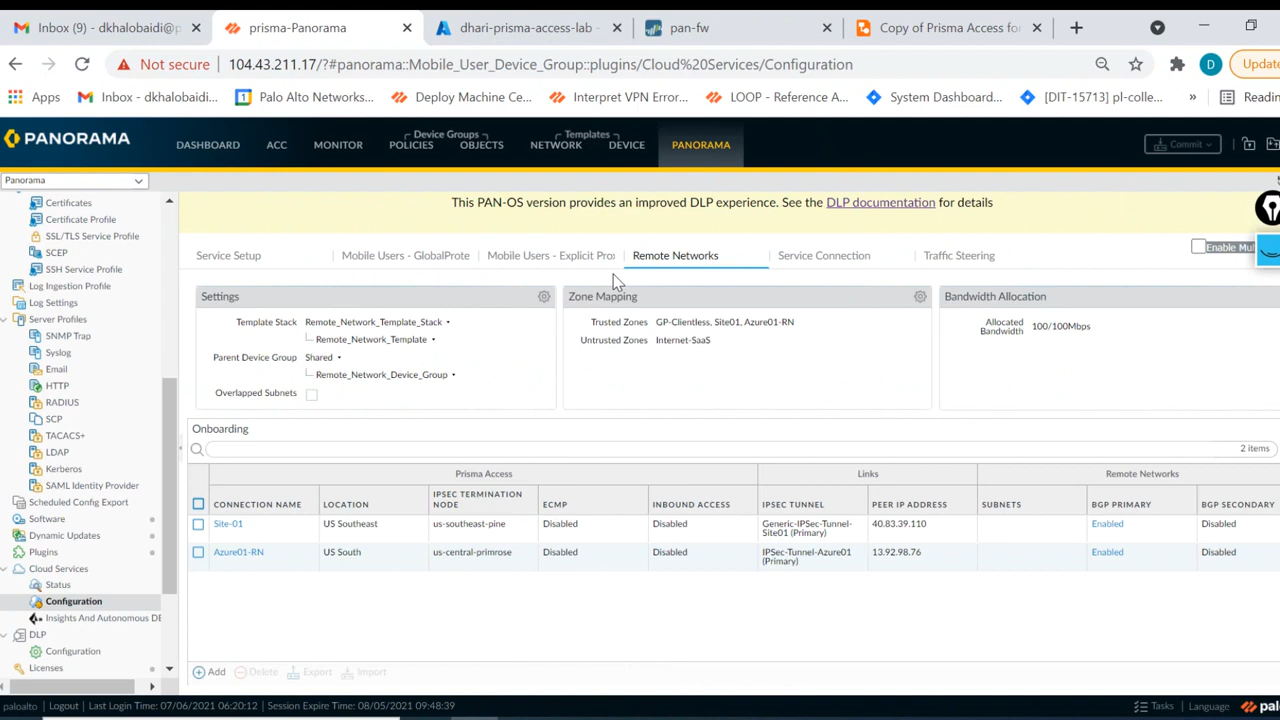 Inbox (9) - dkhalobaidi@p
prisma-Panorama
dhari-prisma-access-lab -
pan-fw
Copy of Prisma Access fo
Not secure
104.43.211.17/?#panorama::Mobile_User_Device_Group::plugins/Cloud%20Services/Configuration
D
Update
Apps
Inbox - dkhalobaidi...
Palo Alto Networks...
Deploy Machine Ce...
Interpret VPN Error...
LOOP - Reference A...
System Dashboard...
[DIT-15713] pl-colle...
»
Readin
PANORAMA
DASHBOARD
ACC
MONITOR
Device Groups
POLICIES
OBJECTS
Templates
NETWORK
DEVICE
PANORAMA
Commit
Panorama
Certificates
Certificate Profile
SSL/TLS Service Profile
SCEP
SSH Service Profile
Log Ingestion Profile
Log Settings
Server Profiles
SNMP Trap
Syslog
Email
HTTP
RADIUS
SCP
TACACS+
LDAP
Kerberos
SAML Identity Provider
Scheduled Config Export
Software
Dynamic Updates
Plugins
Cloud Services
Status
Configuration
Insights And Autonomous DE
DLP
Configuration
Licenses
This PAN-OS version provides an improved DLP experience. See the DLP documentation for details
Service Setup
Mobile Users - GlobalProte
Mobile Users - Explicit Pro
Remote Networks
Service Connection
Traffic Steering
Enable Mul
Settings
Template Stack Remote_Network_Template_Stack
Remote_Network_Template
Parent Device Group Shared
Remote_Network_Device_Group
Overlapped Subnets
Zone Mapping
Trusted Zones GP-Clientless, Site01, Azure01-RN
Untrusted Zones Internet-SaaS
Bandwidth Allocation
Allocated 100/100Mbps
Bandwidth
Onboarding
2 items
Prisma Access
Links
Remote Networks
CONNECTION NAME
LOCATION
IPSEC TERMINATION
NODE
ECMP
INBOUND ACCESS
IPSEC TUNNEL
PEER IP ADDRESS
SUBNETS
BGP PRIMARY
BGP SECONDARY
Site-01
US Southeast
us-southeast-pine
Disabled
Disabled
Generic-IPSec-Tunnel-
Site01 (Primary)
40.83.39.110
Enabled
Disabled
Azure01-RN
US South
us-central-primrose
Disabled
Disabled
IPSec-Tunnel-Azure01
(Primary)
13.92.98.76
Enabled
Disabled
Add
Delete
Export
Import
paloalto
Logout
Last Login Time: 07/06/2021 06:20:12
Session Expire Time: 08/05/2021 09:48:39
Tasks
Language
palo